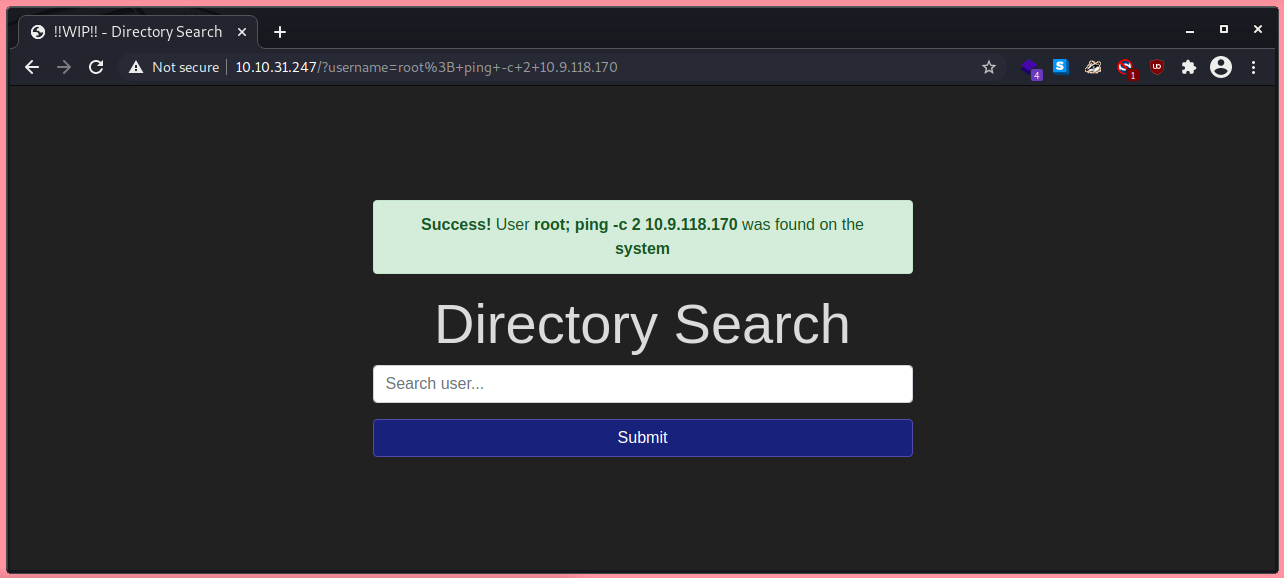 !!WIP!! - Directory Search
Not secure 10.10.31.247/?username=root%3B+ping+-c+2+10.9.118.170
4 S 1 UD
Success! User root; ping -c 2 10.9.118.170 was found on the
system
Directory Search
Search user...
Submit